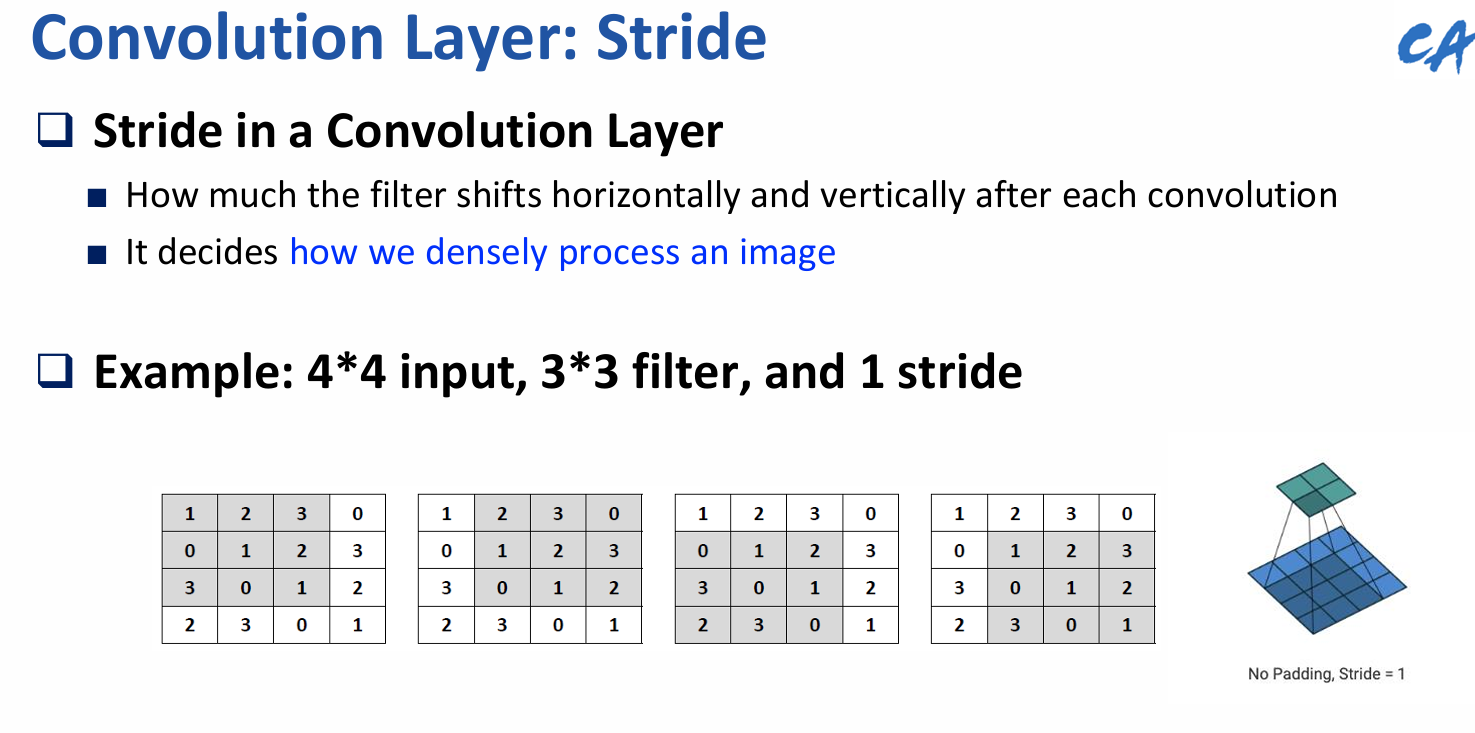 Convolution Layer: Stride
CA
Stride in a Convolution Layer
How much the filter shifts horizontally and vertically after each convolution
It decides how we densely process an image
Example: 4*4 input, 3*3 filter, and 1 stride
1 2 3 0 1 2 3 0 1 2 3 0 1 2 3 0
0 1 2 3 0 1 2 3 0 1 2 3 0 1 2 3
3 0 1 2 3 0 1 2 3 0 1 2 3 0 1 2
2 3 0 1 2 3 0 1 2 3 0 1 2 3 0 1
No Padding, Stride = 1